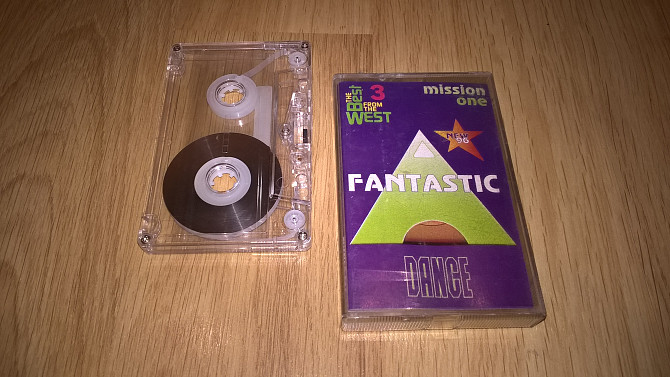 THE Best 3
FROM THE
WEST
mission
one
NEW
96
FANTASTIC
DANCE